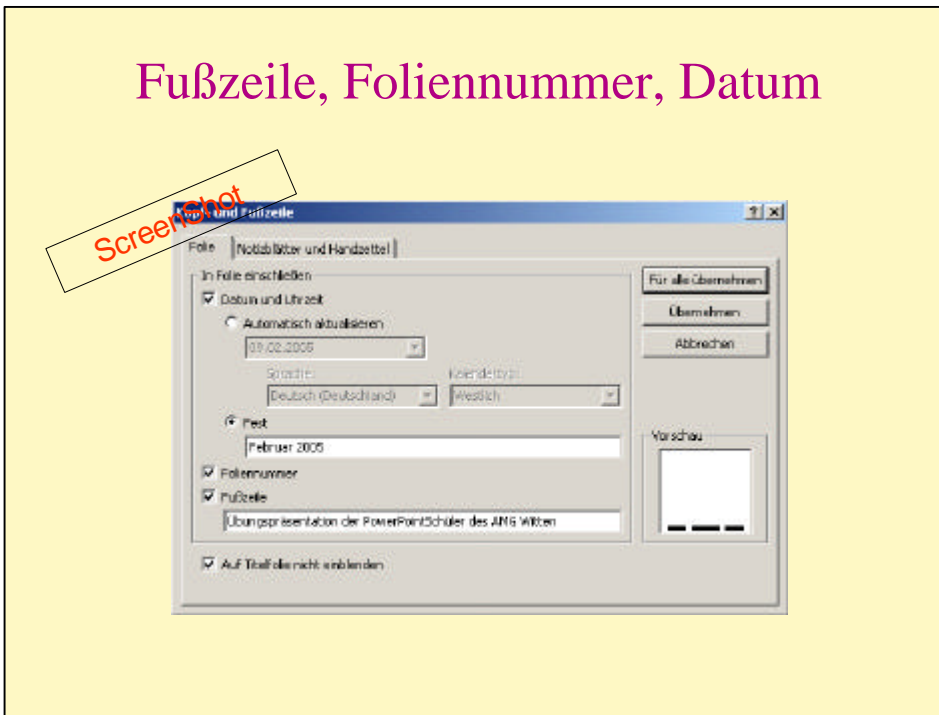 Fußzeile, Foliennummer, Datum
ScreenShot
und Fußzeile
Folie
Notizblätter und Handzettel
In Folie einschließen
Für alle übernehmen
Datum und Uhrzeit
Übernehmen
Automatisch aktualisieren
Abbrechen
09.02.2005
Sprache:
Kalendertyp:
Deutsch (Deutschland)
Westlich
Fest
Februar 2005
Vorschau
Foliennummer
Fußzeile
Übungspräsentation der PowerPointSchüler des AMG Witten
Auf Titelfolie nicht einblenden